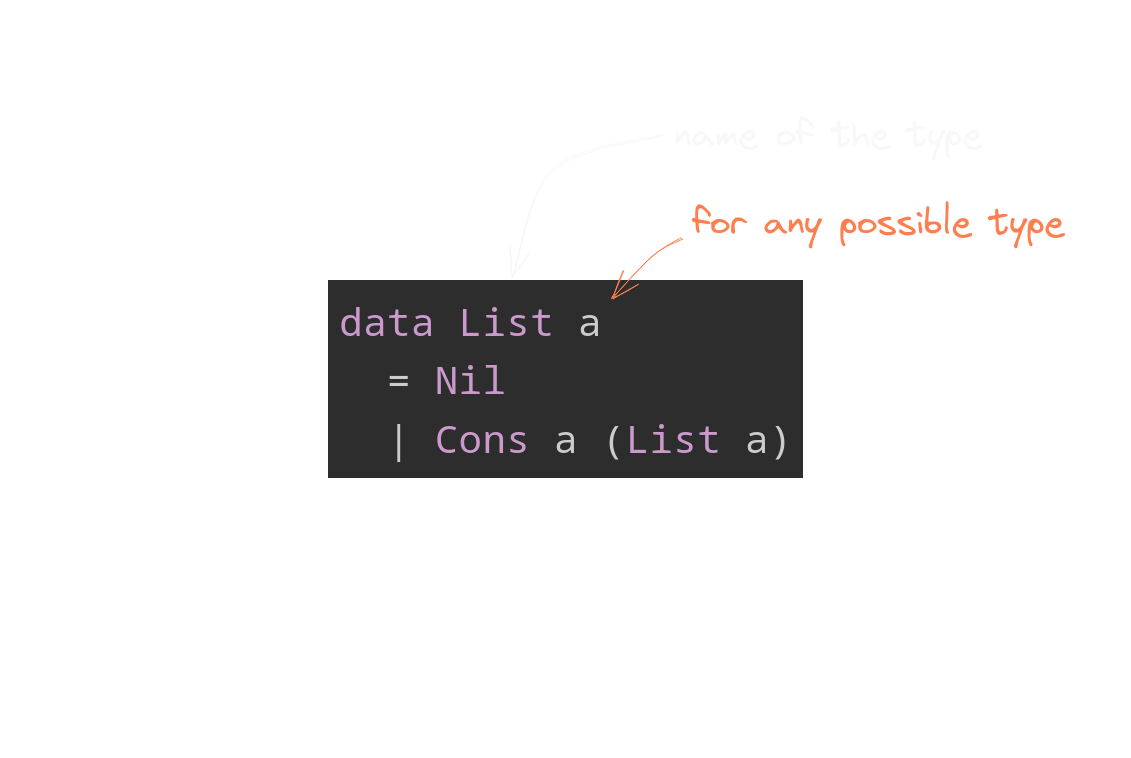 name of the type
for any possible type
data List a
= Nil
| Cons a (List a)